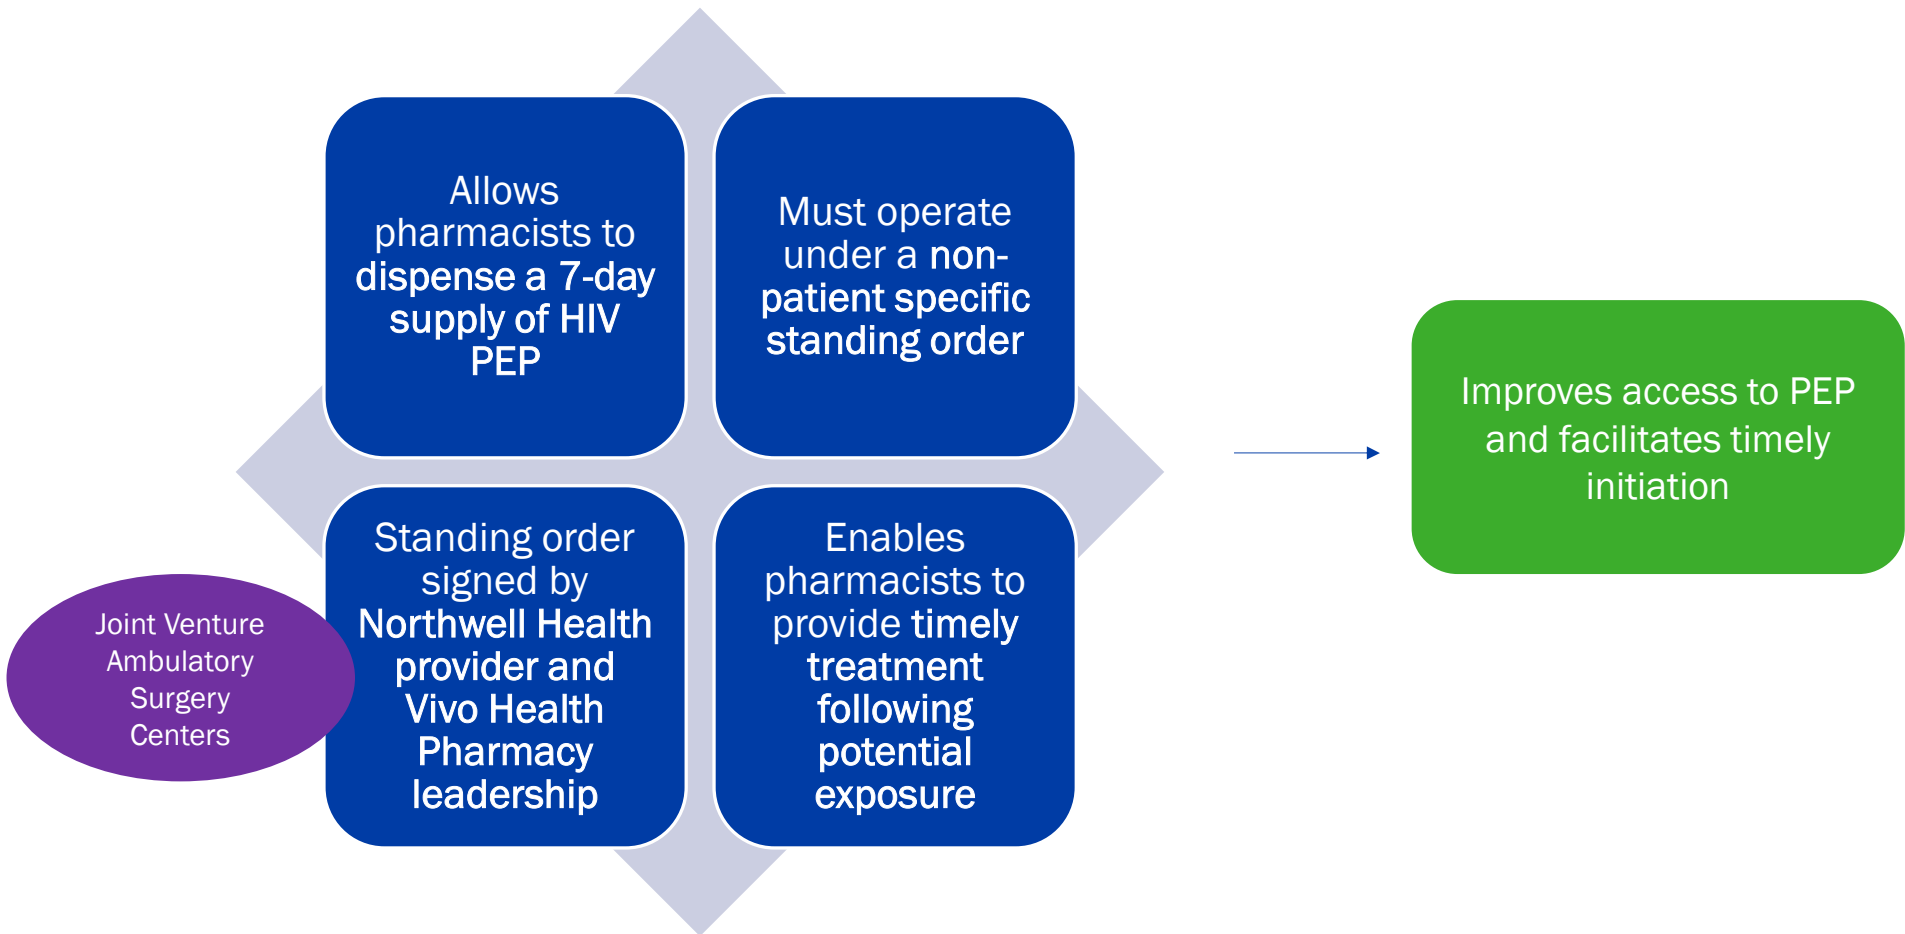 Allows
pharmacists to
dispense a 7-day
supply of HIV
PEP
Must operate
under a non-
patient specific
standing order
Standing order
signed by
Northwell Health
provider and
Vivo Health
Pharmacy
leadership
Enables
pharmacists to
provide timely
treatment
following
potential
exposure
Joint Venture
Ambulatory
Surgery
Centers
Improves access to PEP
and facilitates timely
initiation